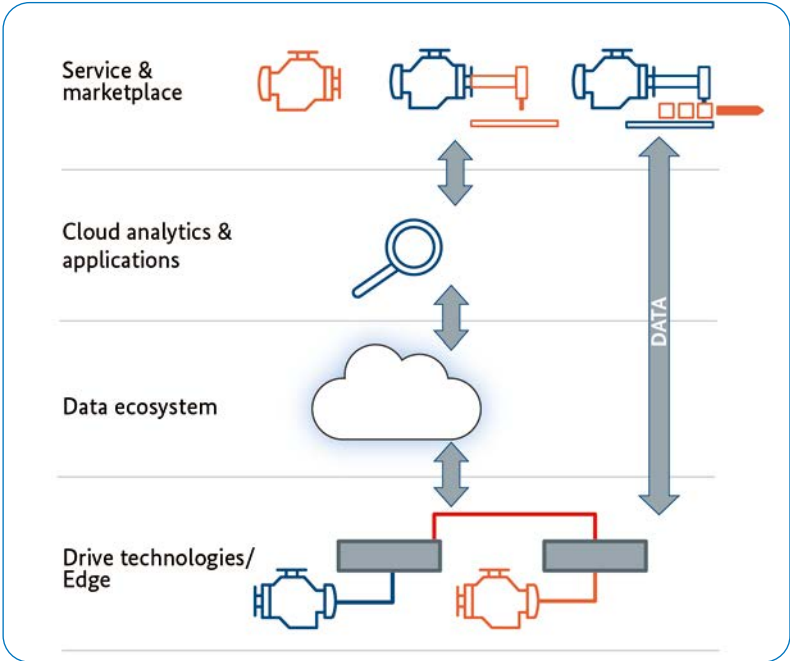 Service &
marketplace
Cloud analytics &
applications
DATA
Data ecosystem
Drive technologies/
Edge